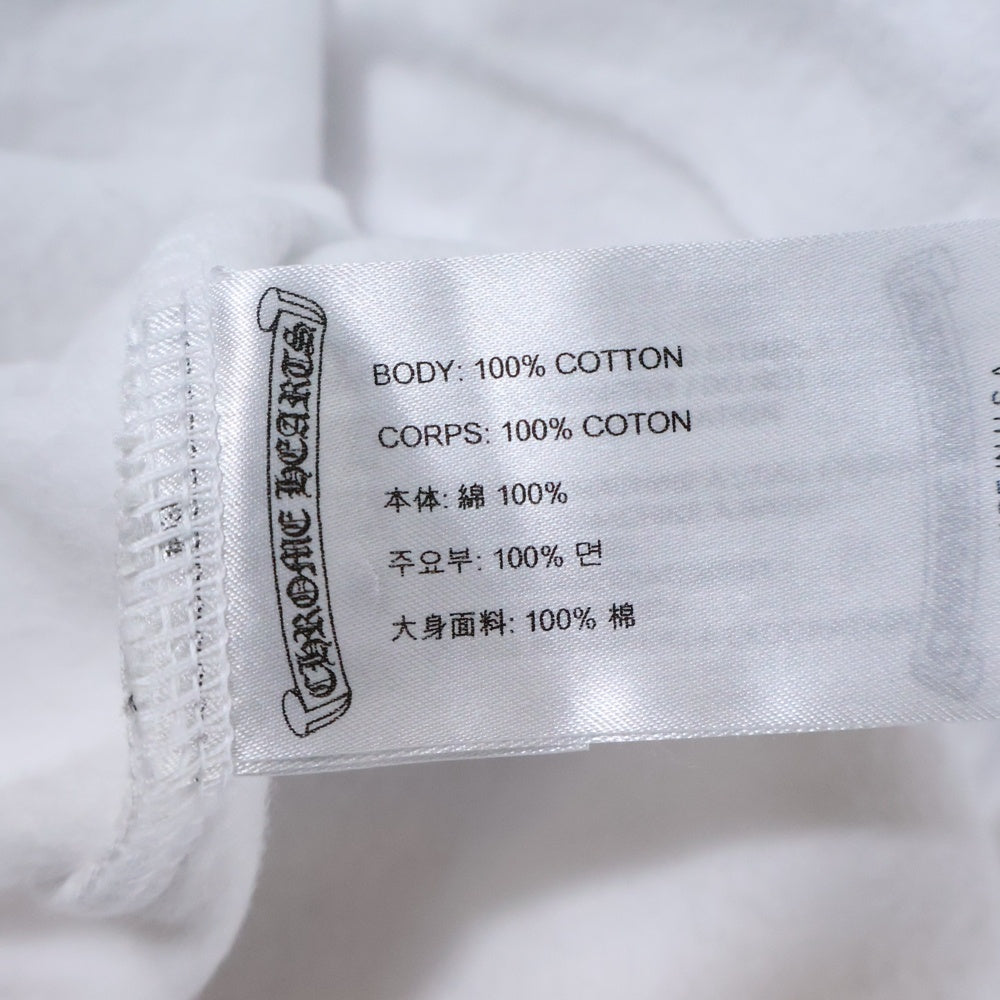 CHROME HEARTS
BODY: 100% COTTON
CORPS: 100% COTON
本体: 綿 100%
주요부: 100% 면
大身面料: 100% 棉